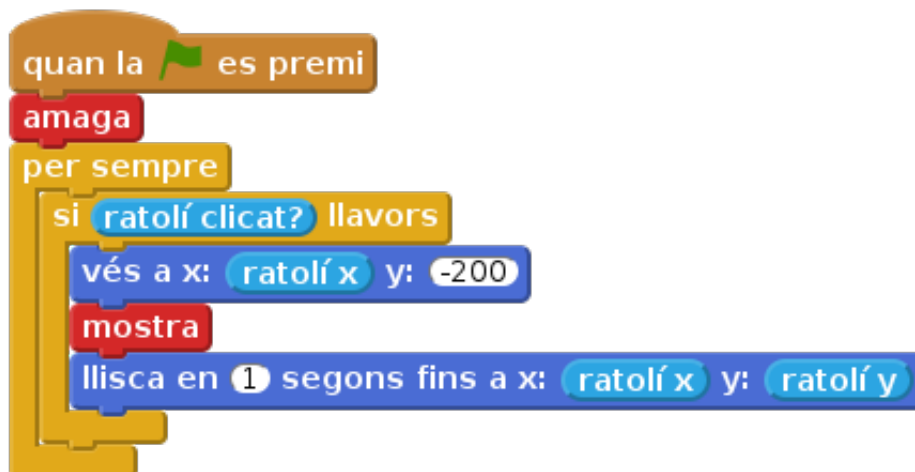 quan la es premi
amaga
per sempre
si ratolí clicat? llavors
vés a x: ratolí x y: -200
mostra
llisca en 1 segons fins a x: ratolí x y: ratolí y